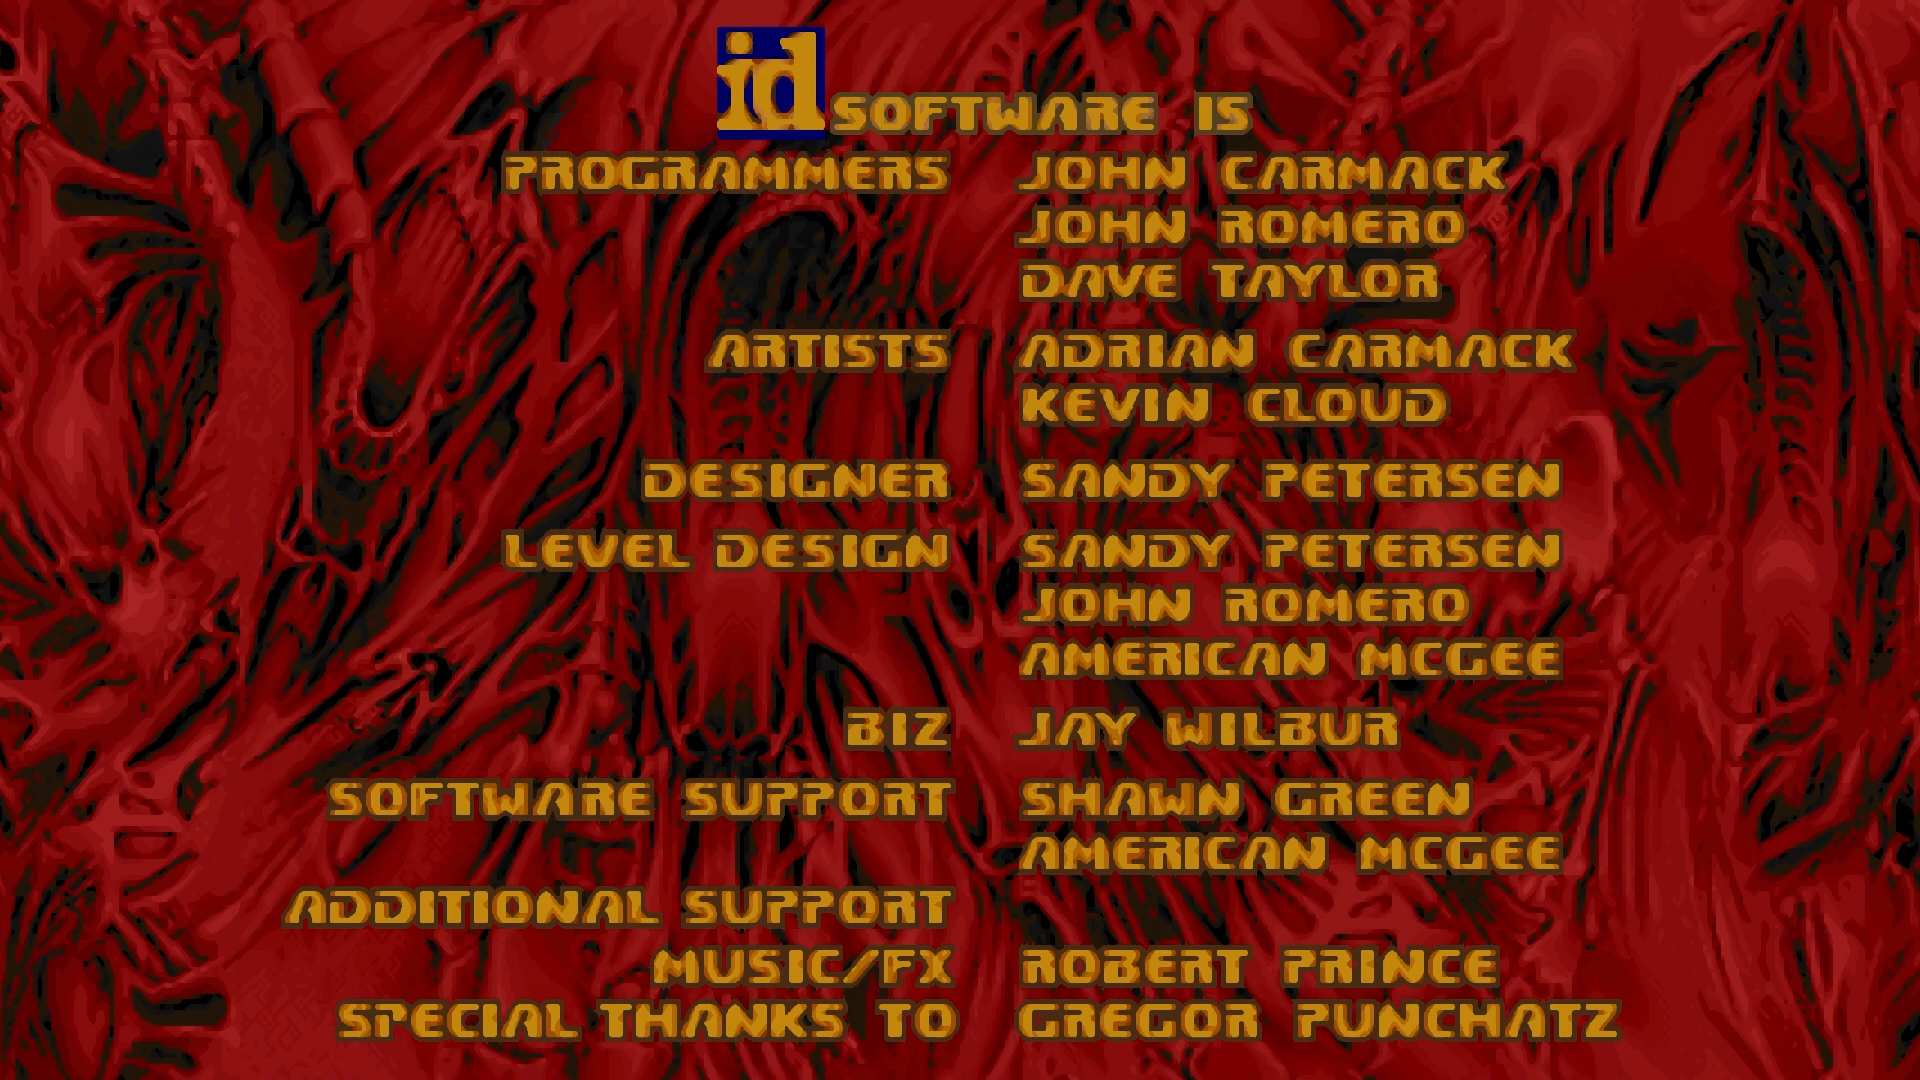 id SOFTWARE IS
PROGRAMMERS JOHN CARMACK
JOHN ROMERO
DAVE TAYLOR
ARTISTS ADRIAN CARMACK
KEVIN CLOUD
DESIGNER SANDY PETERSEN
LEVEL DESIGN SANDY PETERSEN
JOHN ROMERO
AMERICAN MCGEE
BIZ JAY WILBUR
SOFTWARE SUPPORT SHAWN GREEN
AMERICAN MCGEE
ADDITIONAL SUPPORT
MUSIC/FX ROBERT PRINCE
SPECIAL THANKS TO GREGOR PUNCHATZ